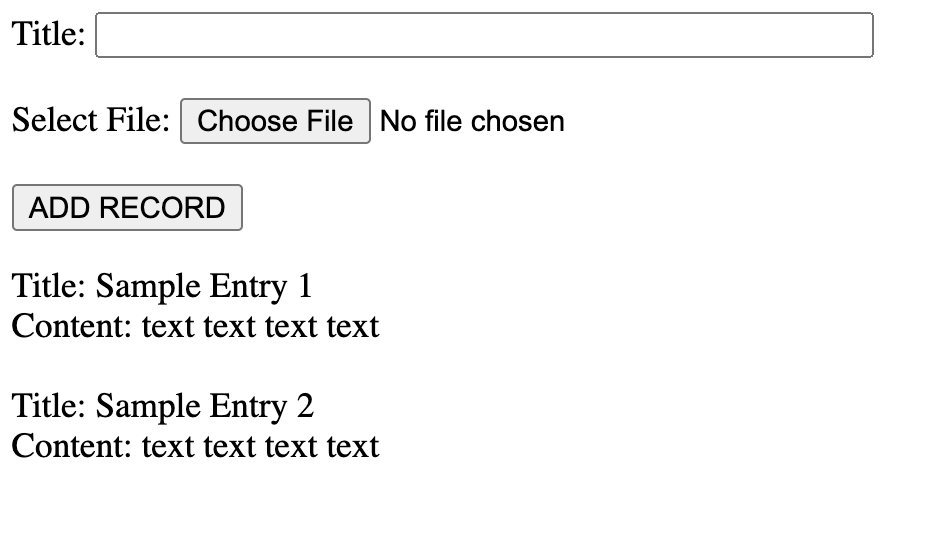 Title:
Select File: Choose File No file chosen
ADD RECORD
Title: Sample Entry 1
Content: text text text text
Title: Sample Entry 2
Content: text text text text